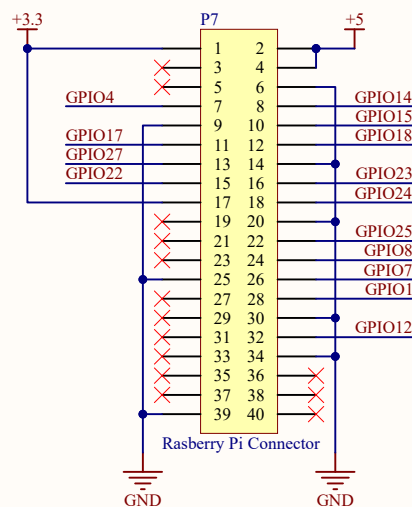 +3.3 P7 +5
1 2
3 4
5 6
GPIO4 7 8 GPIO14
9 10 GPIO15
GPIO17 11 12 GPIO18
GPIO27 13 14
GPIO22 15 16 GPIO23
17 18 GPIO24
19 20
21 22 GPIO25
23 24 GPIO8
25 26 GPIO7
27 28 GPIO1
29 30
31 32 GPIO12
33 34
35 36
37 38
39 40
Rasberry Pi Connector
GND GND